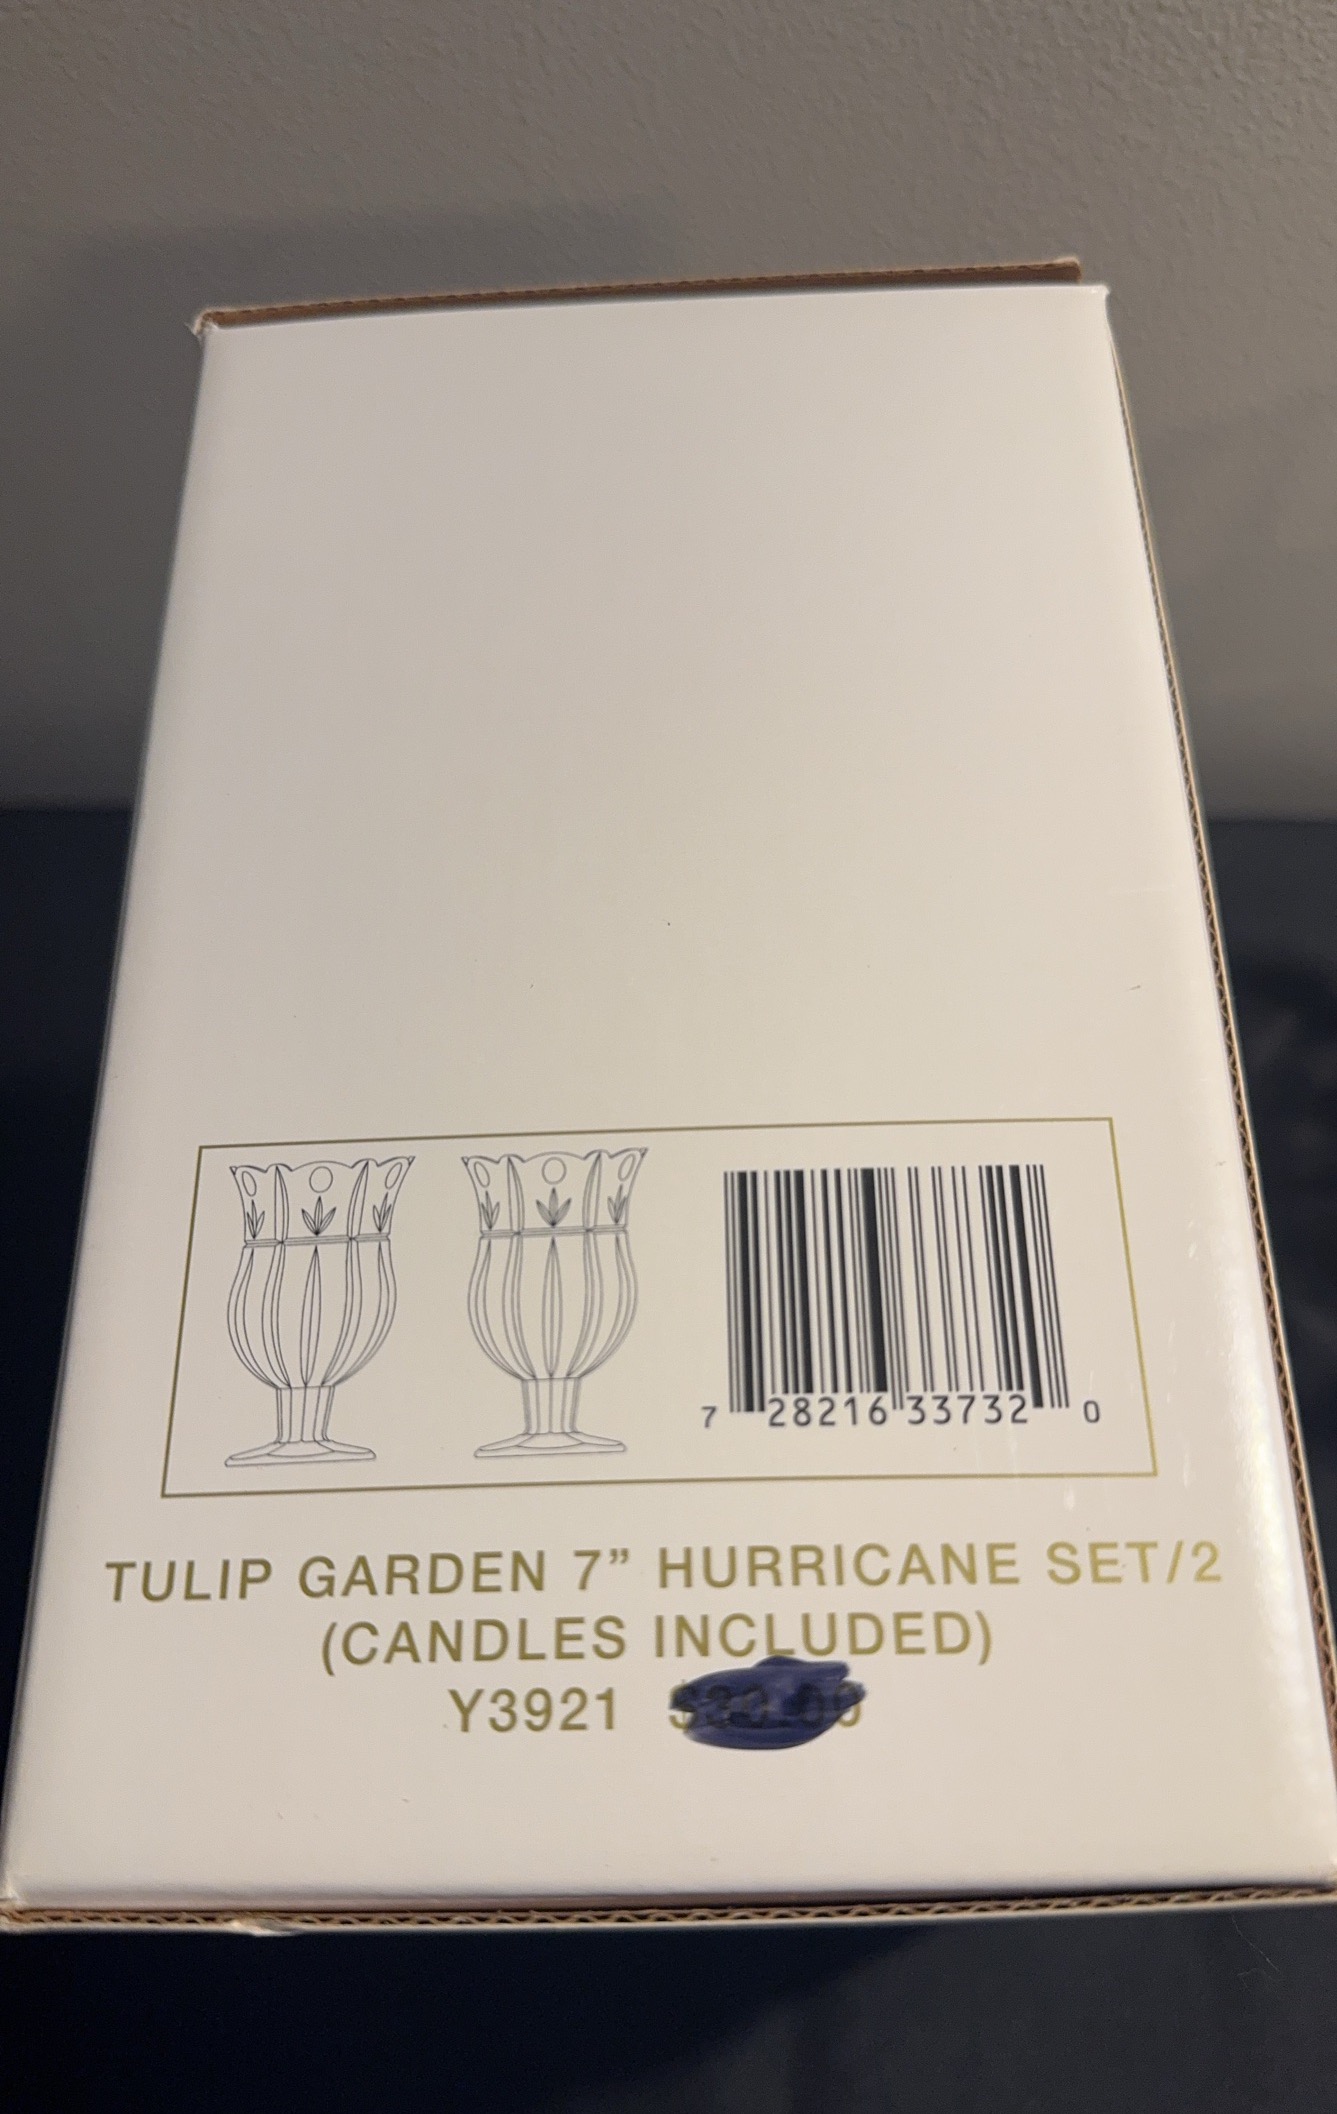 7 28216 33732 0
TULIP GARDEN 7” HURRICANE SET/2
(CANDLES INCLUDED)
Y3921